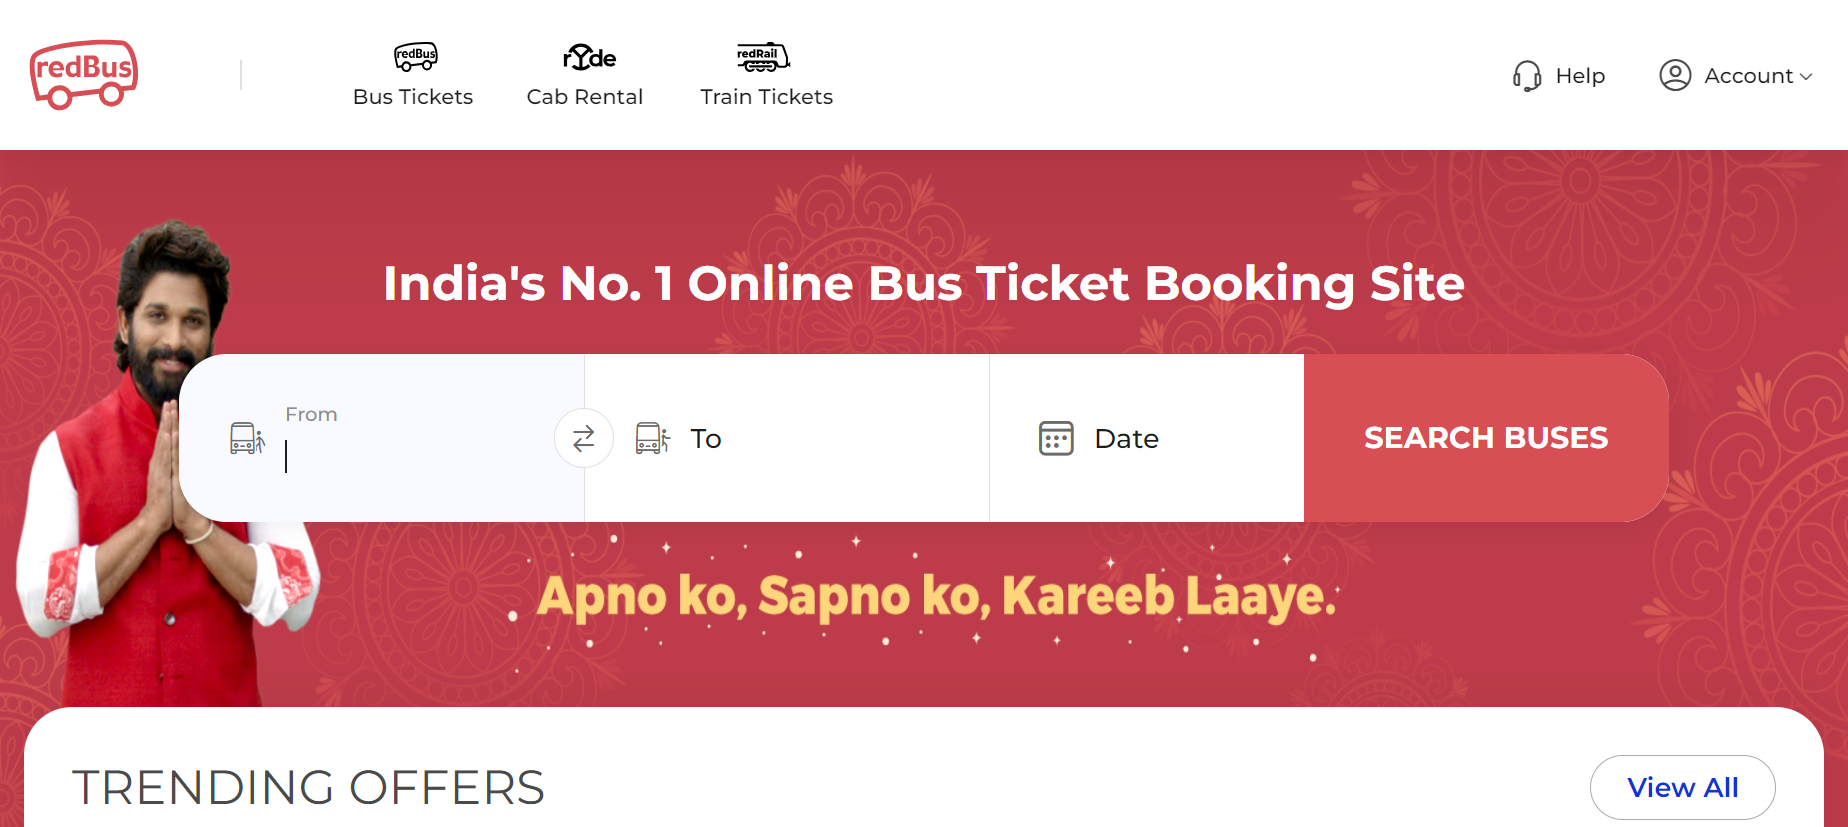 redBus
redBus
Bus Tickets
ryde
Cab Rental
redRail
Train Tickets
Help
Account
India's No. 1 Online Bus Ticket Booking Site
From
To
Date
SEARCH BUSES
Apno ko, Sapno ko, Kareeb Laaye.
TRENDING OFFERS
View All